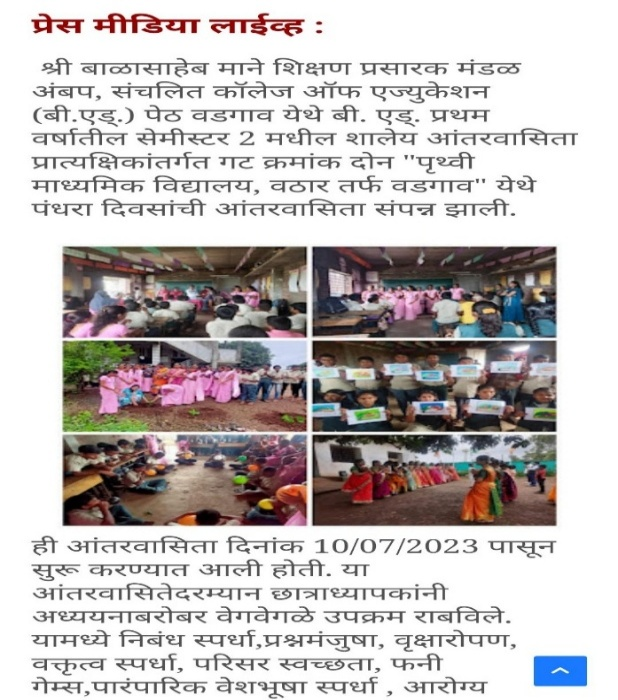 प्रेस मीडिया लाईव्ह :
श्री बाळासाहेब माने शिक्षण प्रसारक मंडळ
अंबप, संचलित कॉलेज ऑफ एज्युकेशन
(बी.एड्.) पेठ वडगाव येथे बी. एड्. प्रथम
वर्षातील सेमीस्टर 2 मधील शालेय आंतरवासिता
प्रात्यक्षिकांतर्गत गट क्रमांक दोन "पृथ्वी
माध्यमिक विद्यालय, वठार तर्फ वडगाव" येथे
पंधरा दिवसांची आंतरवासिता संपन्न झाली.
ही आंतरवासिता दिनांक 10/07/2023 पासून
सुरू करण्यात आली होती. या
आंतरवासितेदरम्यान छात्राध्यापकांनी
अध्ययनाबरोबर वेगवेगळे उपक्रम राबविले.
यामध्ये निबंध स्पर्धा,प्रश्नमंजुषा, वृक्षारोपण,
वक्तृत्व स्पर्धा, परिसर स्वच्छता, फनी
गेम्स,पारंपारिक वेशभूषा स्पर्धा , आरोग्य